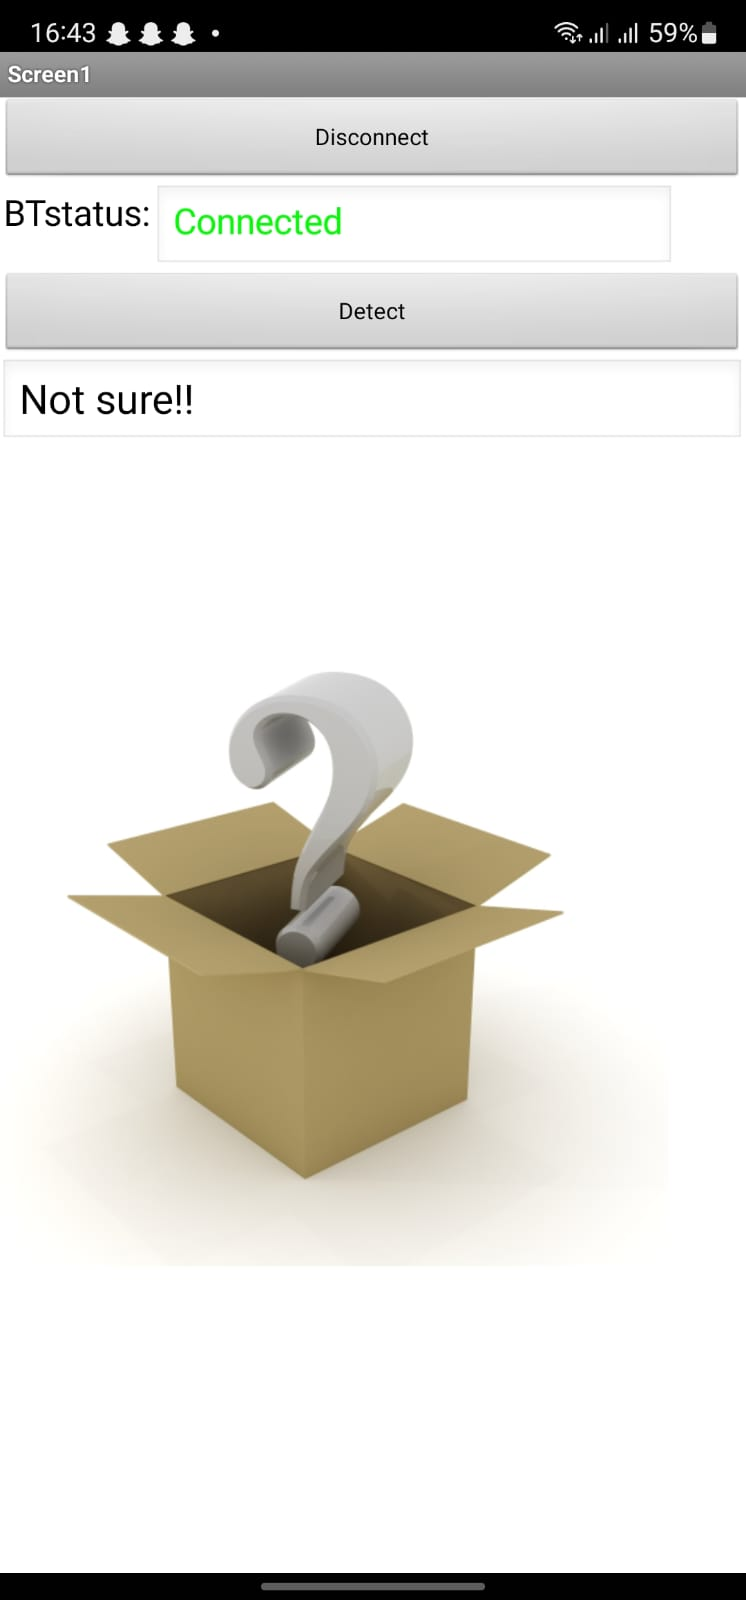 16:43 59%
Screen1
Disconnect
BTstatus: Connected
Detect
Not sure!!
?